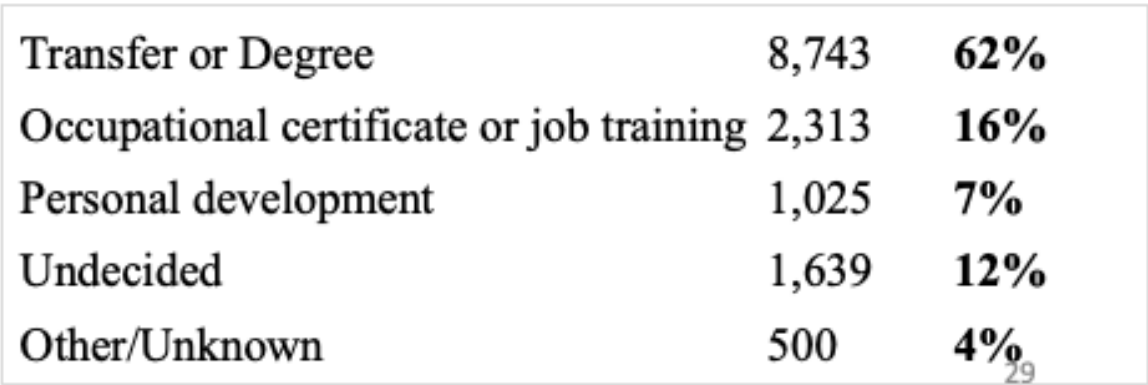 Transfer or Degree 8,743 62%
Occupational certificate or job training 2,313 16%
Personal development 1,025 7%
Undecided 1,639 12%
Other/Unknown 500 4%
29